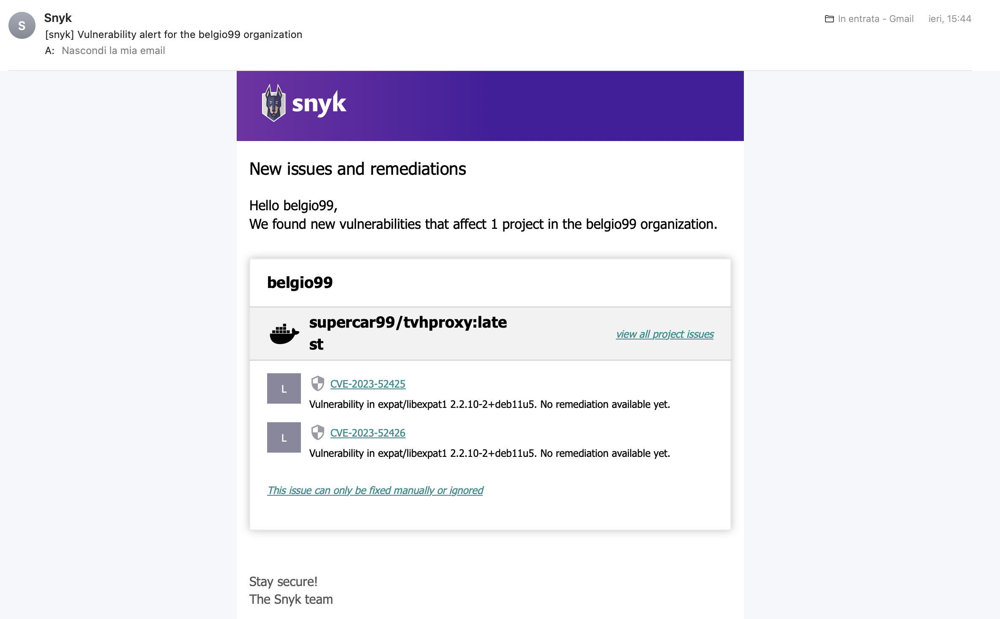 S
Snyk
In entrata - Gmail
ieri, 15:44
[snyk] Vulnerability alert for the belgio99 organization
A: Nascondi la mia email
snyk
New issues and remediations
Hello belgio99,
We found new vulnerabilities that affect 1 project in the belgio99 organization.
belgio99
supercar99/tvhproxy:late
st
view all project issues
L
CVE-2023-52425
Vulnerability in expat/libexpat1 2.2.10-2+deb11u5. No remediation available yet.
L
CVE-2023-52426
Vulnerability in expat/libexpat1 2.2.10-2+deb11u5. No remediation available yet.
This issue can only be fixed manually or ignored
Stay secure!
The Snyk team